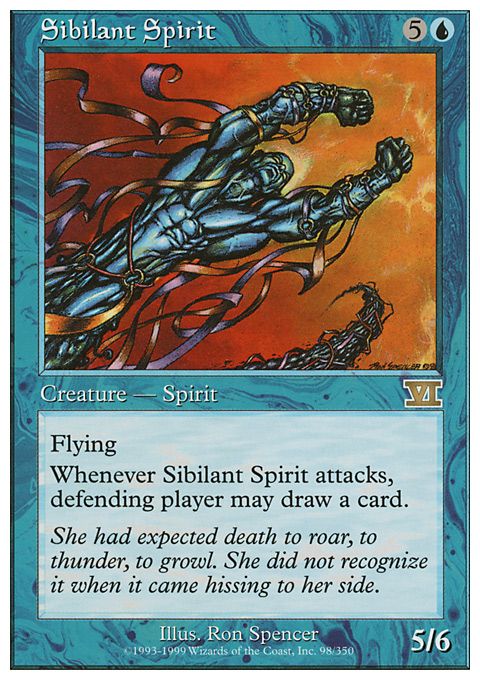 Sibilant Spirit 5
Creature — Spirit VI
Flying
Whenever Sibilant Spirit attacks,
defending player may draw a card.
She had expected death to roar, to
thunder, to growl. She did not recognize
it when it came hissing to her side.
Illus. Ron Spencer
5/6
©1993-1999 Wizards of the Coast, Inc. 98/350